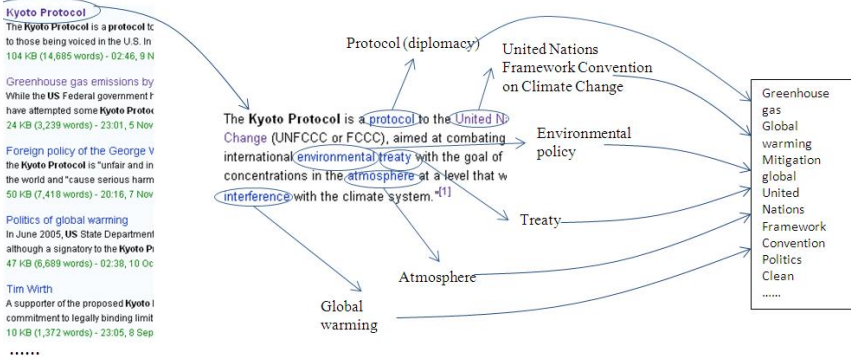 Kyoto Protocol
The Kyoto Protocol is a protocol to
to those being voiced in the U.S. In
104 KB (14,685 words) - 02:46, 9 N
Greenhouse gas emissions by
While the US Federal government h
have attempted some Kyoto Protoc
24 KB (3,239 words) - 23:01, 5 Nov
Foreign policy of the George V
the Kyoto Protocol is "unfair and in
the world and "cause serious harm
50 KB (7,418 words) - 20:16, 7 Nov
Politics of global warming
In June 2005, US State Department
although a signatory to the Kyoto Pr
47 KB (6,689 words) - 02:38, 10 Oc
Tim Wirth
A supporter of the proposed Kyoto I
commitment to legally binding limit
10 KB (1,372 words) - 23:05, 8 Sep
......
The Kyoto Protocol is a protocol to the United N
Change (UNFCCC or FCCC), aimed at combating
international environmental treaty with the goal of
concentrations in the atmosphere at a level that w
interference with the climate system."[1]
Protocol (diplomacy)
United Nations
Framework Convention
on Climate Change
Environmental
policy
Treaty
Atmosphere
Global
warming
Greenhouse
gas
Global
warming
Mitigation
global
United
Nations
Framework
Convention
Politics
Clean
......